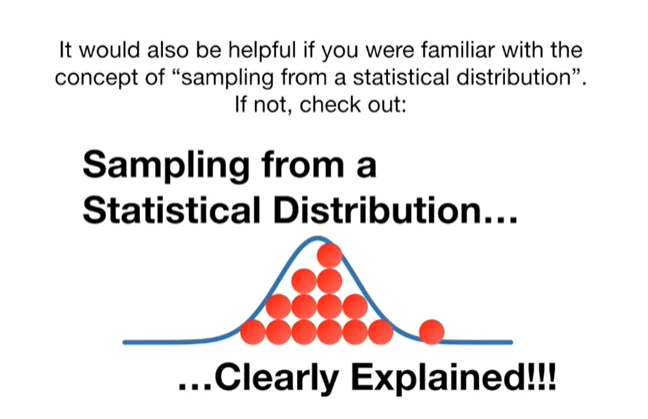 It would also be helpful if you were familiar with the
concept of “sampling from a statistical distribution”.
If not, check out:
Sampling from a
Statistical Distribution...
...Clearly Explained!!!